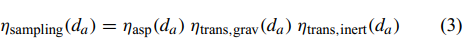 η_sampling(d_a) = η_asp(d_a) η_trans,grav(d_a) η_trans,inert(d_a) (3)